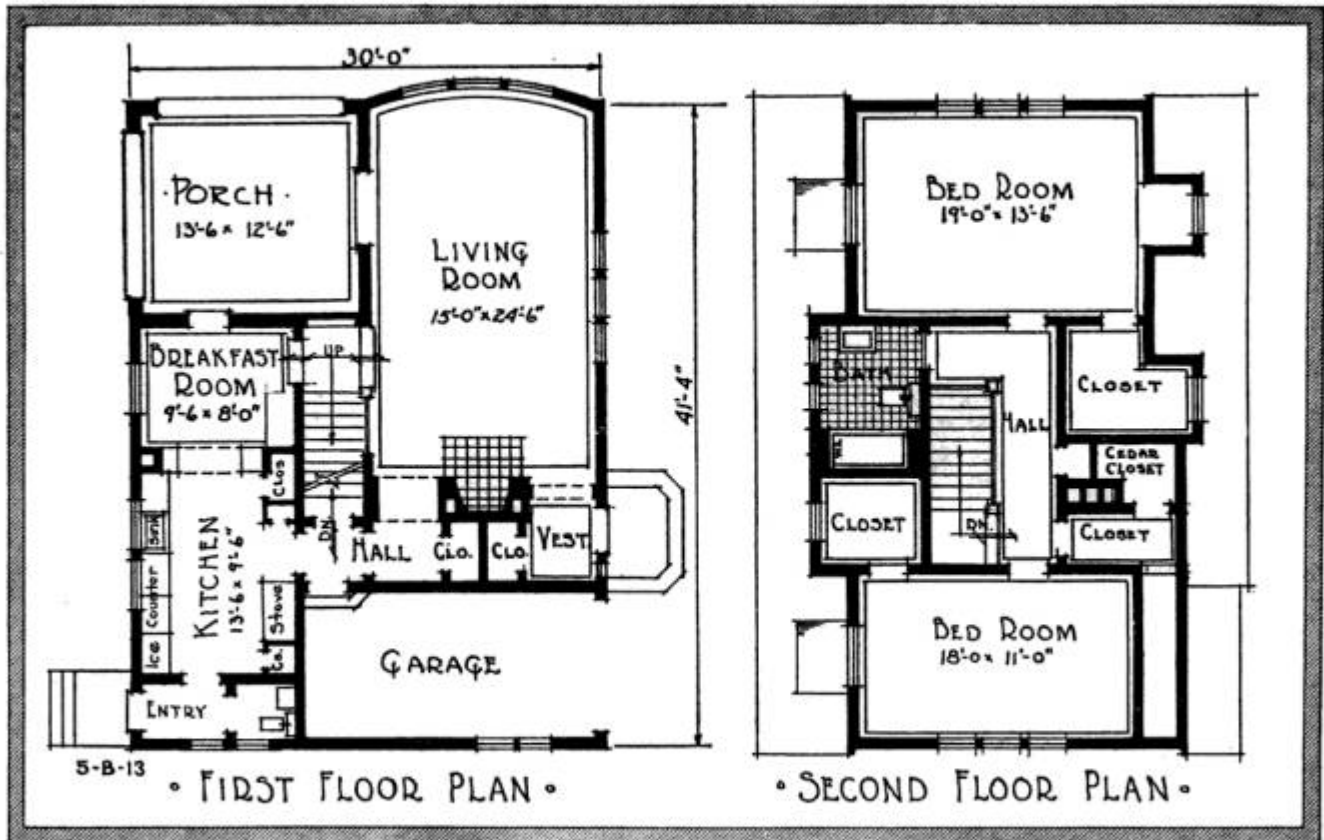 30'-0"
· PORCH ·
13'-6 x 12'-6"
LIVING
ROOM
15'-0" x 24'-6"
41'-4"
BREAKFAST
ROOM
9'-6 x 8'-0"
UP
CLOS
SINK
Counter
Ice
KITCHEN
13'-6 x 9'-6"
Stove
Co.
DN.
HALL
CLO.
CLO.
VEST.
GARAGE
ENTRY
5-B-13
• FIRST FLOOR PLAN •
BED ROOM
19'-0" x 13'-6"
BATH
HALL
CLOSET
CEDAR
CLOSET
CLOSET
DN.
CLOSET
BED ROOM
18'-0 x 11'-0"
• SECOND FLOOR PLAN •